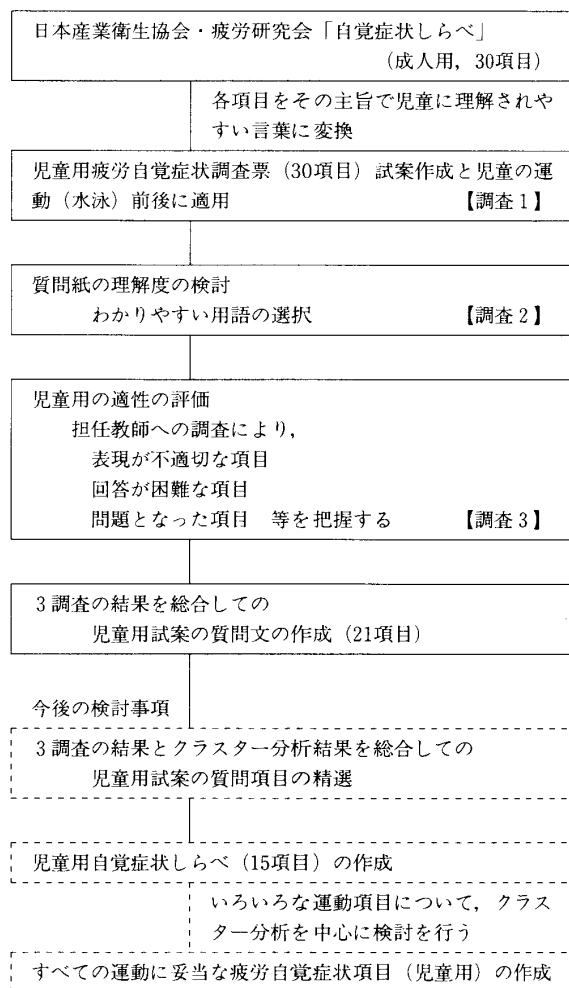 日本産業衛生協会・疲労研究会「自覚症状しらべ」
(成人用，30項目)
各項目をその主旨で児童に理解されや
すい言葉に変換
児童用疲労自覚症状調査票（30項目）試案作成と児童の運
動（水泳）前後に適用　【調査1】
質問紙の理解度の検討
わかりやすい用語の選択　【調査2】
児童用の適性の評価
担任教師への調査により，
表現が不適切な項目
回答が困難な項目
問題となった項目　等を把握する　【調査3】
3調査の結果を総合しての
児童用試案の質問文の作成（21項目）
今後の検討事項
3調査の結果とクラスター分析結果を総合しての
児童用試案の質問項目の精選
児童用自覚症状しらべ（15項目）の作成
いろいろな運動項目について，クラス
ター分析を中心に検討を行う
すべての運動に妥当な疲労自覚症状項目（児童用）の作成